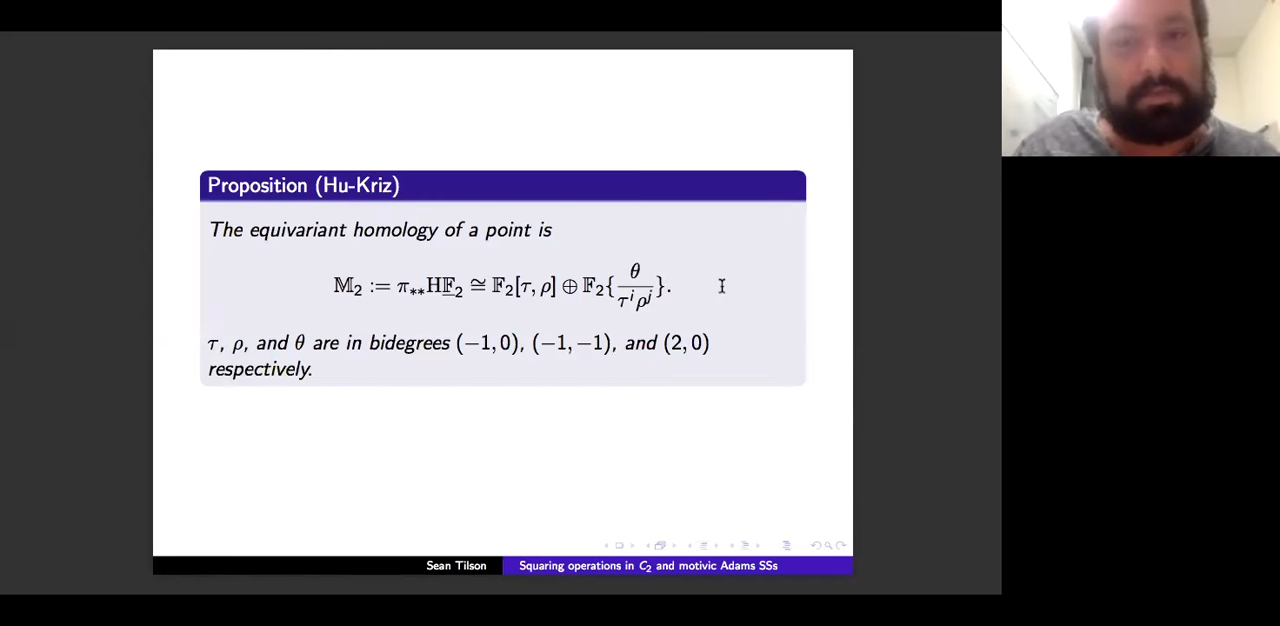 Proposition (Hu-Kriz)
The equivariant homology of a point is
𝕄₂ := π₎₎H𝔽₂ ≅ 𝔽₂[τ, ρ] ⊕ 𝔽₂{θ/τⁱρʲ}.
τ, ρ, and θ are in bidegrees (−1, 0), (−1, −1), and (2, 0)
respectively.
Sean Tilson
Squaring operations in C₂ and motivic Adams SSs